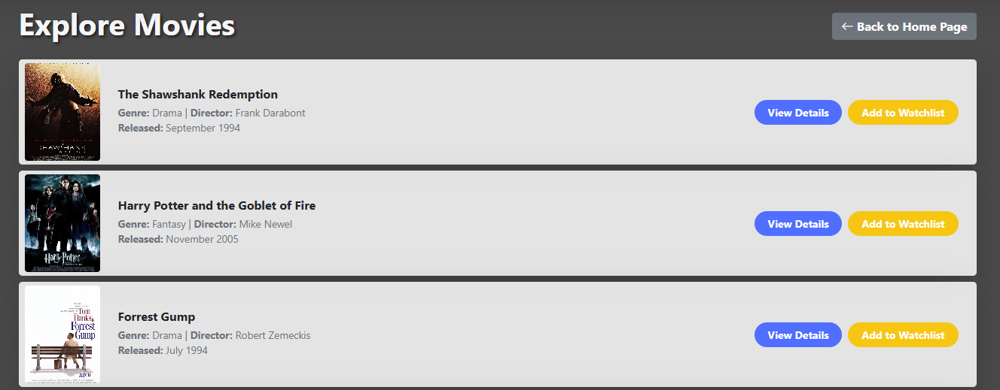 Explore Movies
← Back to Home Page
SHAWSHANK
The Shawshank Redemption
Genre: Drama | Director: Frank Darabont
Released: September 1994
View Details
Add to Watchlist
Harry Potter
Harry Potter and the Goblet of Fire
Genre: Fantasy | Director: Mike Newel
Released: November 2005
View Details
Add to Watchlist
Tom
Hanks
Forrest
Gump
Forrest Gump
Genre: Drama | Director: Robert Zemeckis
Released: July 1994
View Details
Add to Watchlist